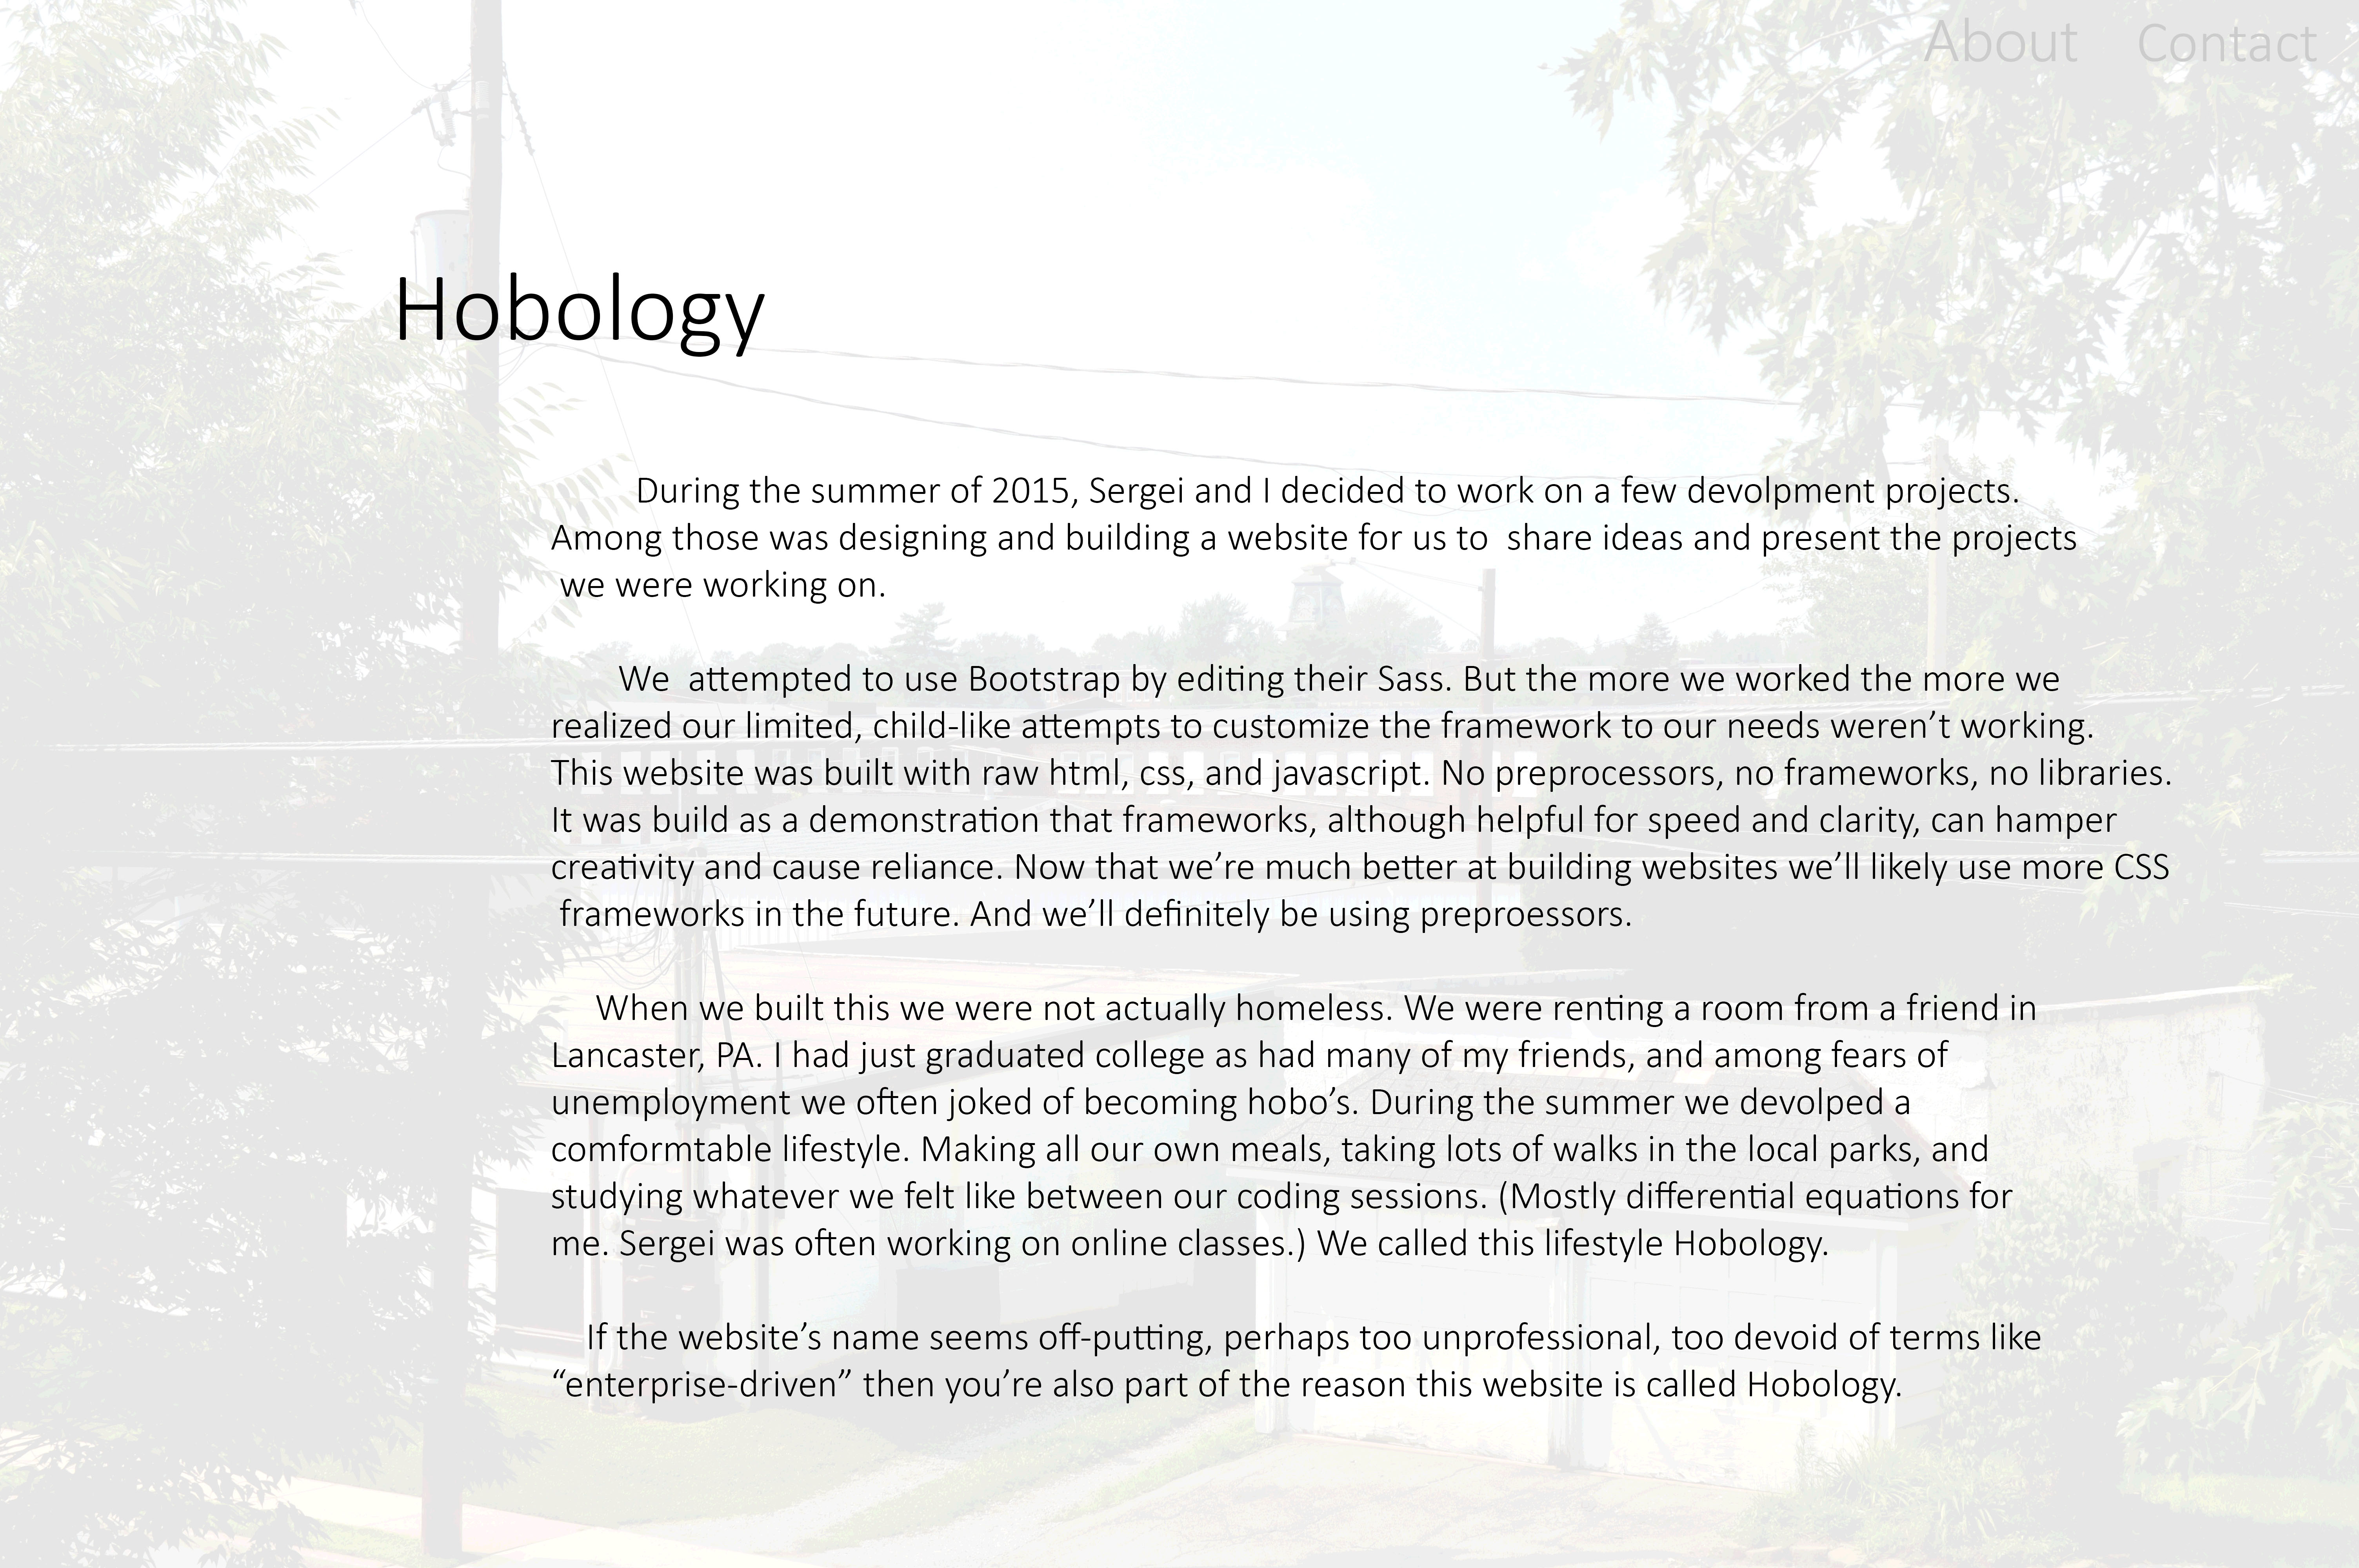 About Contact
Hobology
During the summer of 2015, Sergei and I decided to work on a few devolpment projects.
Among those was designing and building a website for us to share ideas and present the projects
we were working on.
We attempted to use Bootstrap by editing their Sass. But the more we worked the more we
realized our limited, child-like attempts to customize the framework to our needs weren’t working.
This website was built with raw html, css, and javascript. No preprocessors, no frameworks, no libraries.
It was build as a demonstration that frameworks, although helpful for speed and clarity, can hamper
creativity and cause reliance. Now that we’re much better at building websites we’ll likely use more CSS
frameworks in the future. And we’ll definitely be using preproessors.
When we built this we were not actually homeless. We were renting a room from a friend in
Lancaster, PA. I had just graduated college as had many of my friends, and among fears of
unemployment we often joked of becoming hobo’s. During the summer we devolped a
comformtable lifestyle. Making all our own meals, taking lots of walks in the local parks, and
studying whatever we felt like between our coding sessions. (Mostly differential equations for
me. Sergei was often working on online classes.) We called this lifestyle Hobology.
If the website’s name seems off-putting, perhaps too unprofessional, too devoid of terms like
“enterprise-driven” then you’re also part of the reason this website is called Hobology.